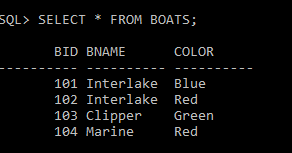 SQL> SELECT * FROM BOATS;
BID BNAME COLOR
---------- ---------- ----------
101 Interlake Blue
102 Interlake Red
103 Clipper Green
104 Marine Red